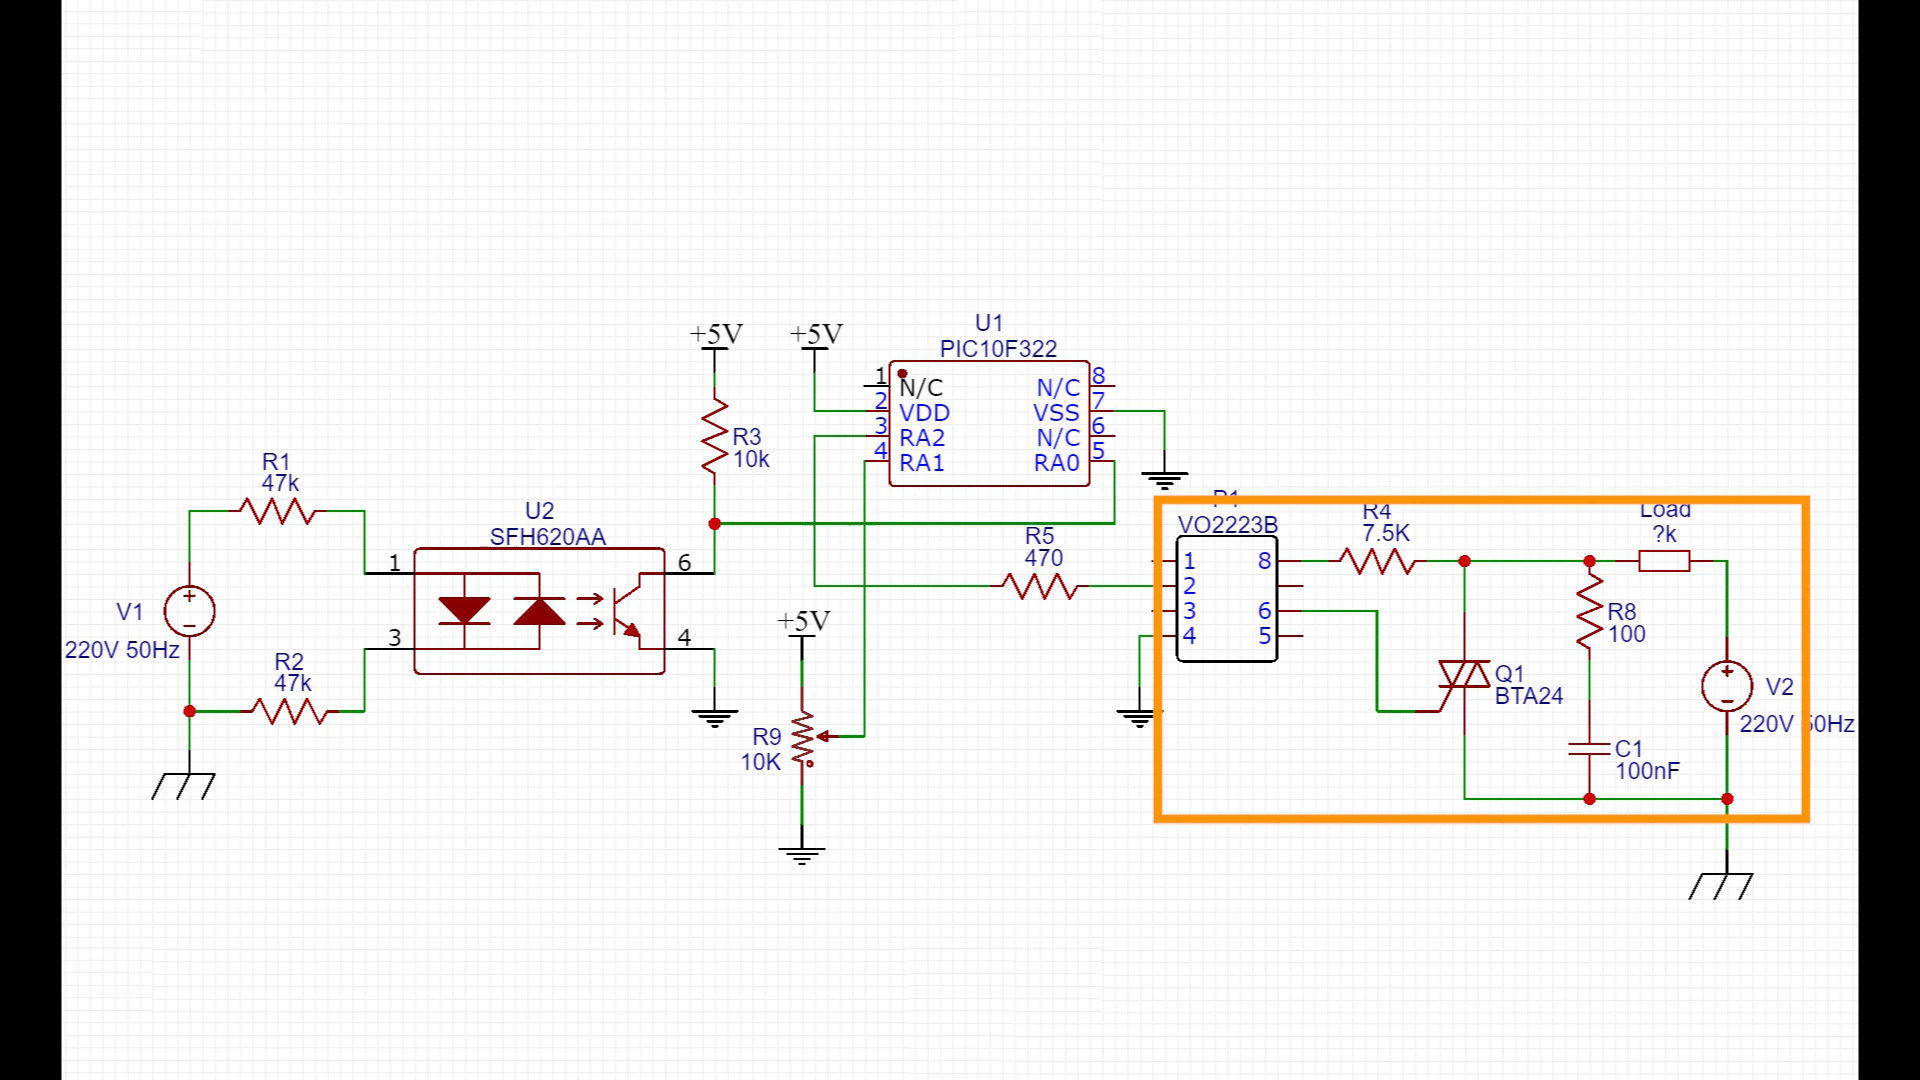 +5V
+5V
U1
PIC10F322
1
N/C
N/C
8
2
VDD
VSS
7
3
RA2
N/C
6
4
RA1
RA0
5
R3
10k
R1
47k
U2
SFH620AA
1
6
3
4
V1
220V 50Hz
R2
47k
R5
470
+5V
R9
10K
VO2223B
1
8
2
3
6
4
5
R4
7.5K
Load
?k
R8
100
Q1
BTA24
C1
100nF
V2
220V 50Hz